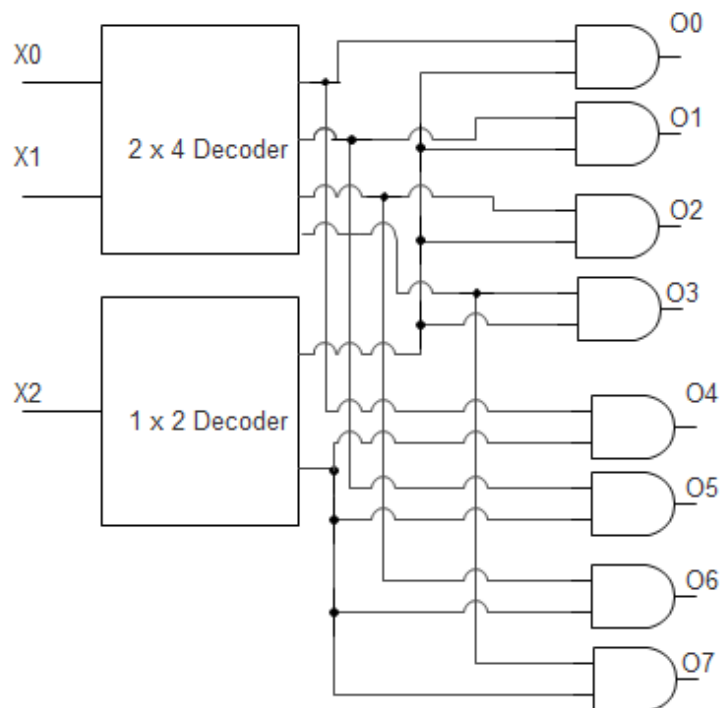 X0
X1
2 x 4 Decoder
X2
1 x 2 Decoder
O0
O1
O2
O3
O4
O5
O6
O7